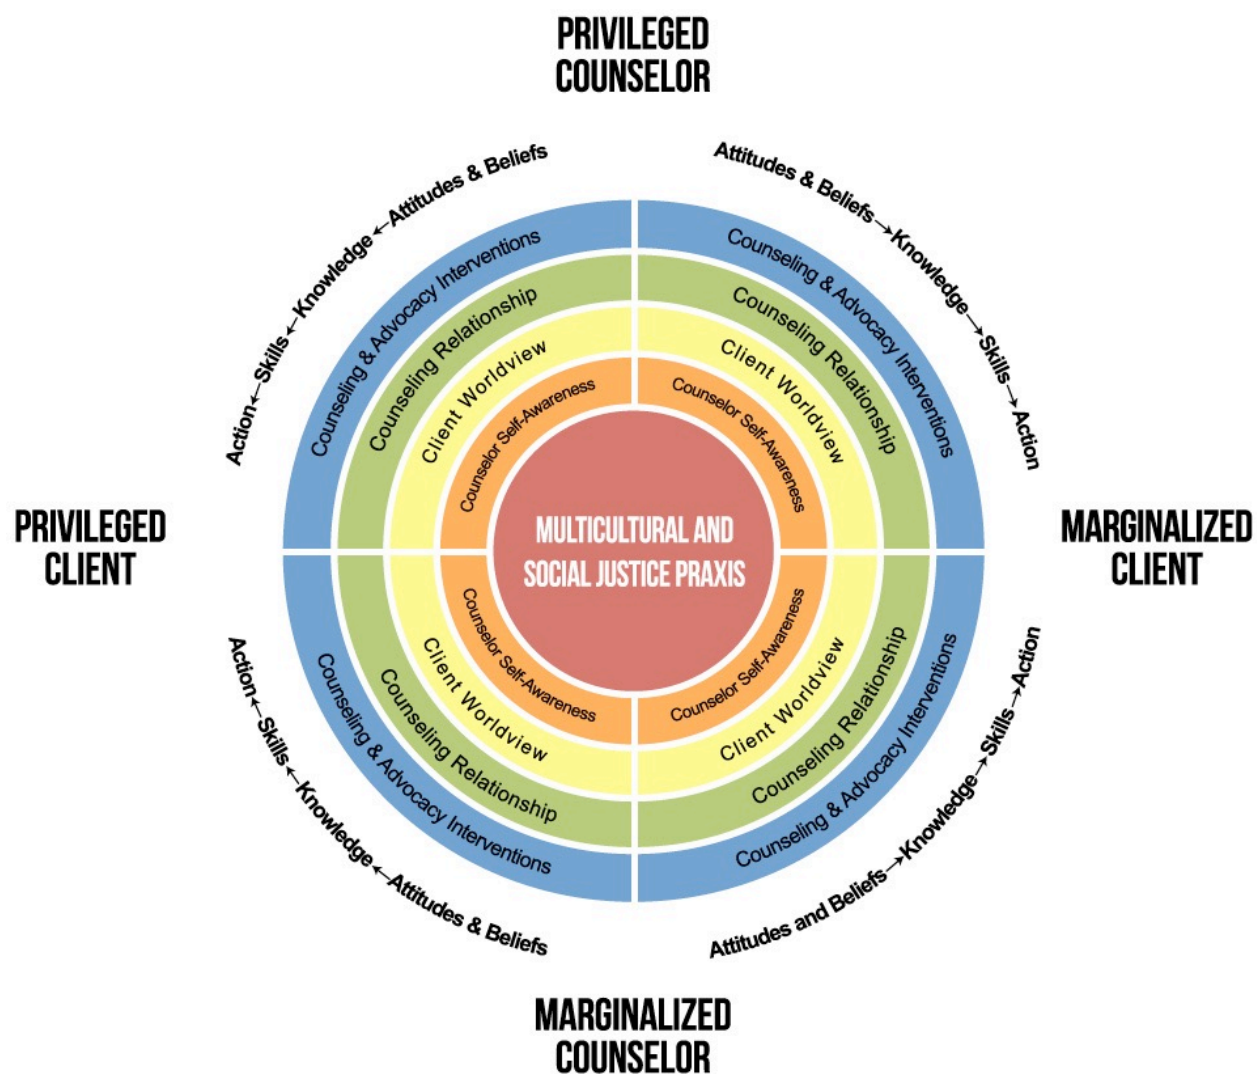 PRIVILEGED
COUNSELOR
Attitudes & Beliefs
Knowledge
Skills
Action
Attitudes & Beliefs
Knowledge
Skills
Action
Counseling & Advocacy Interventions
Counseling Relationship
Client Worldview
Counselor Self-Awareness
Counseling & Advocacy Interventions
Counseling Relationship
Client Worldview
Counselor Self-Awareness
PRIVILEGED
CLIENT
MULTICULTURAL AND
SOCIAL JUSTICE PRAXIS
MARGINALIZED
CLIENT
Counselor Self-Awareness
Client Worldview
Counseling Relationship
Counseling & Advocacy Interventions
Counselor Self-Awareness
Client Worldview
Counseling Relationship
Counseling & Advocacy Interventions
Attitudes & Beliefs
Knowledge
Skills
Action
Attitudes and Beliefs
Knowledge
Skills
Action
MARGINALIZED
COUNSELOR